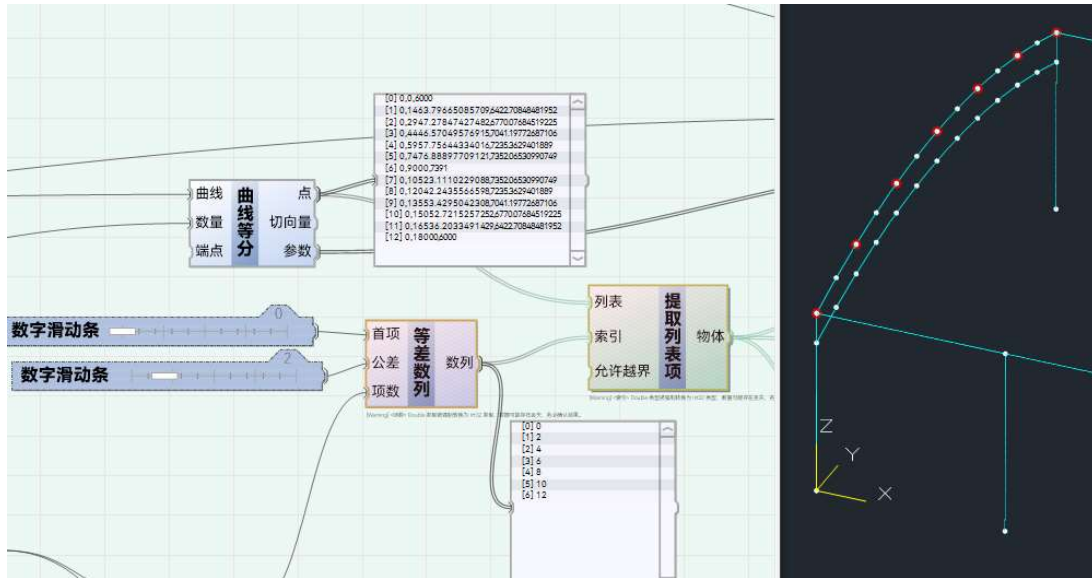 [0] 0,0,6000
[1] 0,1463.79665085709,6422.70848481952
[2] 0,2947.27847427482,6770.07684519225
[3] 0,4446.57049576915,7041.19772687106
[4] 0,5957.75644334016,7235.3629401889
[5] 0,7476.88897709121,7352.06530990749
[6] 0,9000,7391
[7] 0,10523.1110229088,7352.06530990749
[8] 0,12042.2435566598,7235.3629401889
[9] 0,13553.4295042308,7041.19772687106
[10] 0,15052.7215257252,6770.07684519225
[11] 0,16536.2033491429,6422.70848481952
[12] 0,18000,6000
曲线
数量
端点
曲线等分
点
切向量
参数
数字滑动条
0
数字滑动条
2
首项
公差
项数
等差数列
数列
列表
索引
允许越界
提取列表项
物体
[0] 0
[1] 2
[2] 4
[3] 6
[4] 8
[5] 10
[6] 12
Z
Y
X